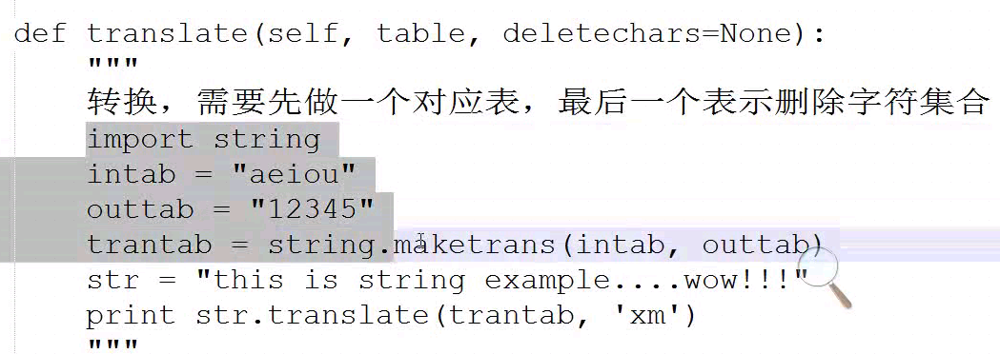 def translate(self, table, deletechars=None):
    """
    转换，需要先做一个对应表，最后一个表示删除字符集合
    import string
    intab = "aeiou"
    outtab = "12345"
    trantab = string.maketrans(intab, outtab)
    str = "this is string example....wow!!!"
    print str.translate(trantab, 'xm')
    """